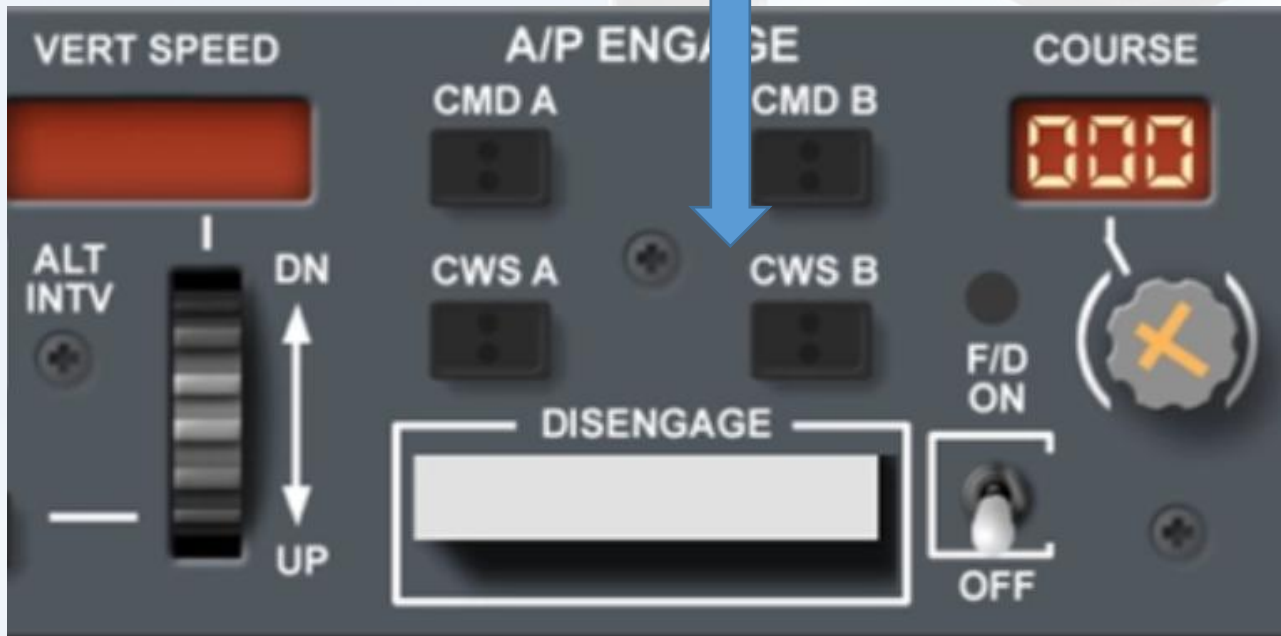 VERT SPEED
A/P ENGAGE
COURSE
CMD A
CMD B
000
ALT
INTV
DN
CWS A
CWS B
F/D
ON
DISENGAGE
UP
OFF